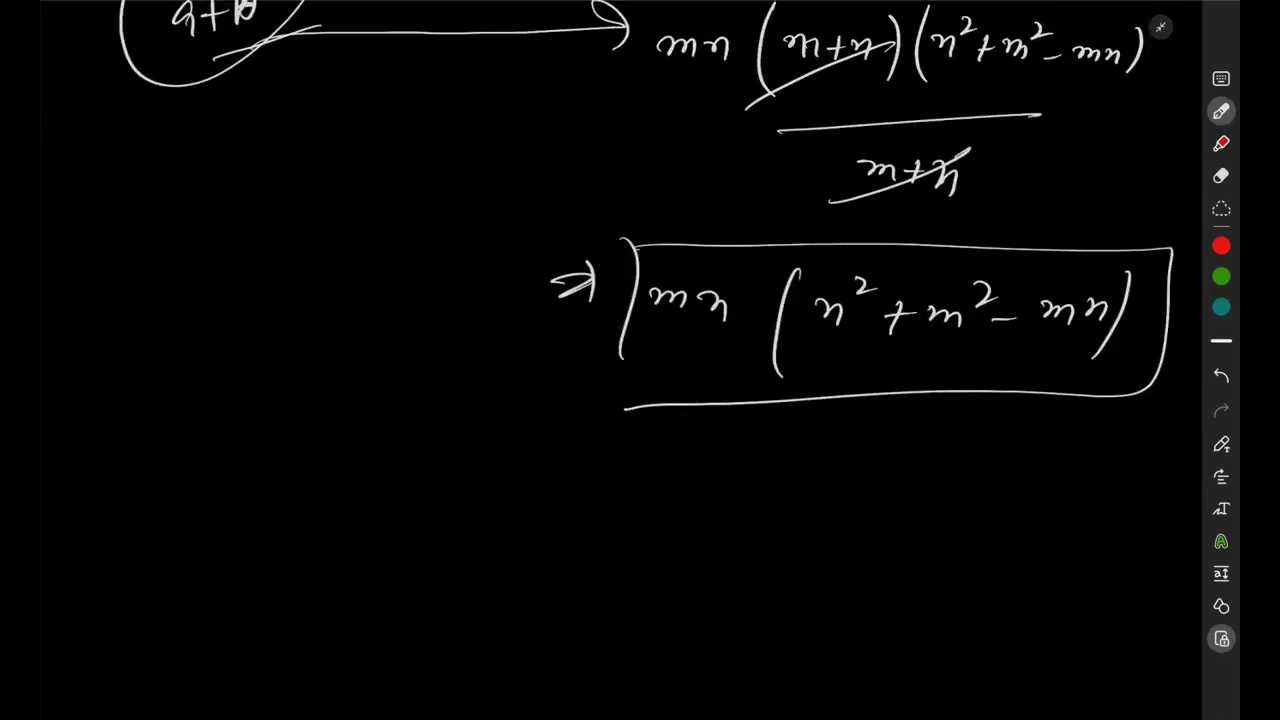 mn (m+n) (n² + m² - mn)
m+n
⇒ mn (n² + m² - mn)